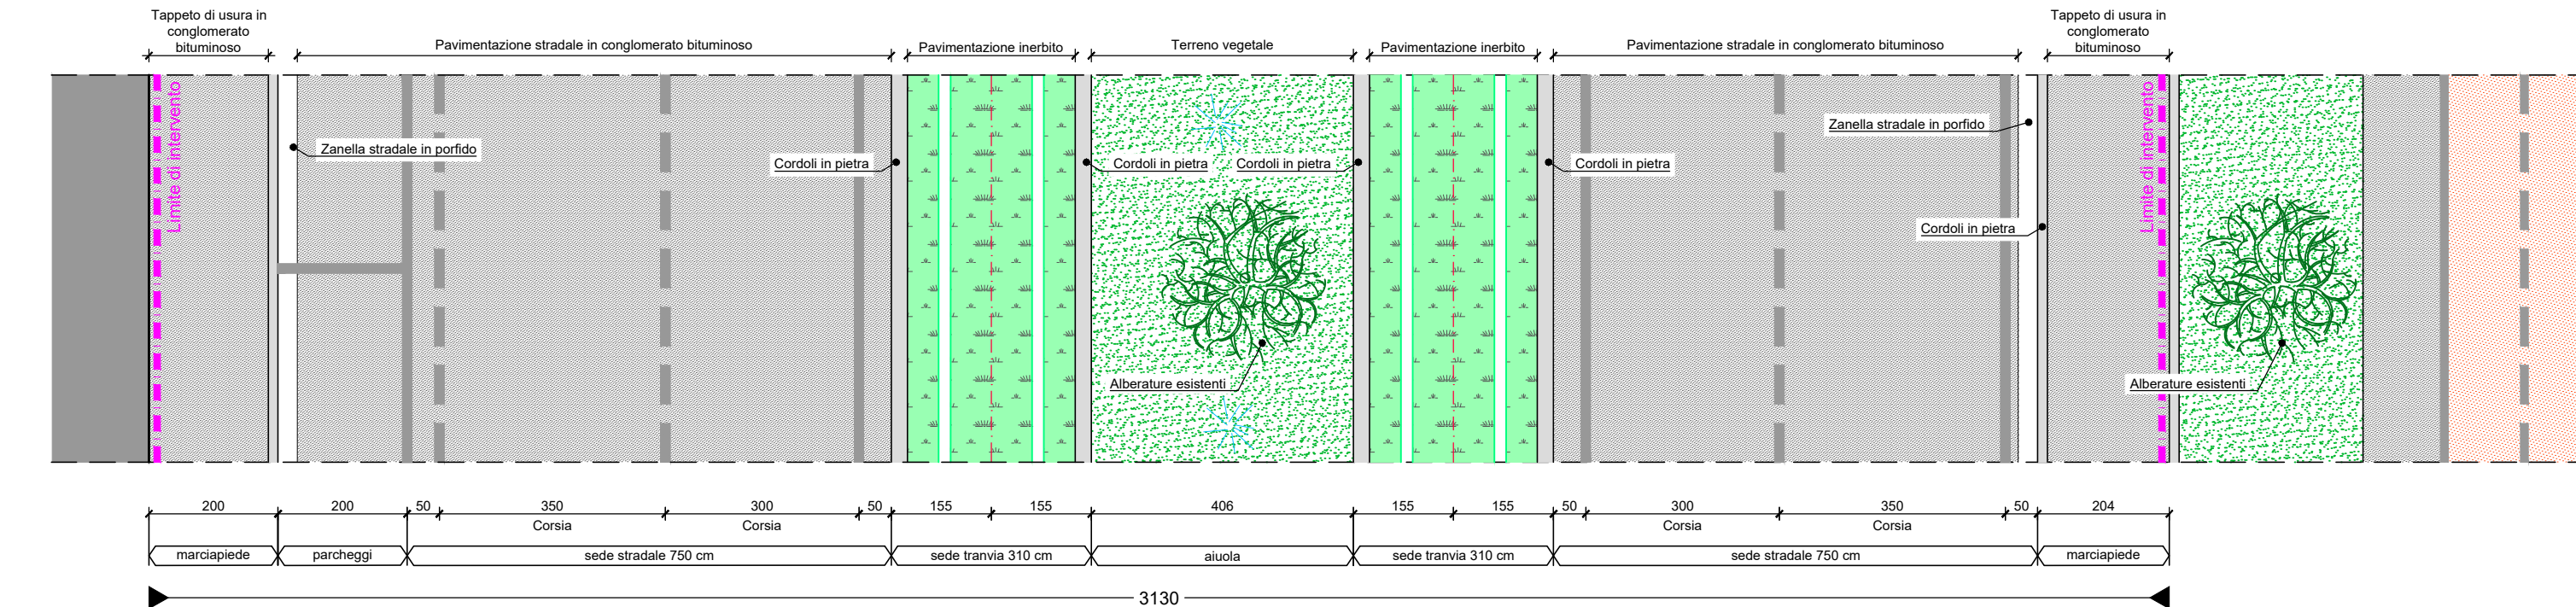 Tappeto di usura in
conglomerato
bituminoso
Pavimentazione stradale in conglomerato bituminoso
Pavimentazione inerbito
Terreno vegetale
Pavimentazione inerbito
Pavimentazione stradale in conglomerato bituminoso
Tappeto di usura in
conglomerato
bituminoso
Limite di intervento
Zanella stradale in porfido
Cordoli in pietra
Cordoli in pietra
Cordoli in pietra
Cordoli in pietra
Zanella stradale in porfido
Cordoli in pietra
Limite di intervento
Alberature esistenti
Alberature esistenti
200 200 50 350 300 50 155 155 406 155 155 50 300 350 50 204
Corsia Corsia Corsia Corsia
marciapiede parcheggi sede stradale 750 cm sede tranvia 310 cm aiuola sede tranvia 310 cm sede stradale 750 cm marciapiede
3130